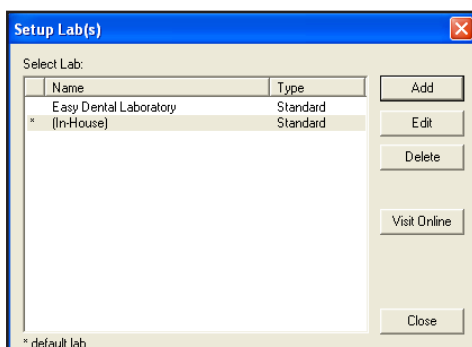 Setup Lab(s)
Select Lab:
Name Type
Easy Dental Laboratory Standard
* (In-House) Standard
Add
Edit
Delete
Visit Online
Close
* default lab